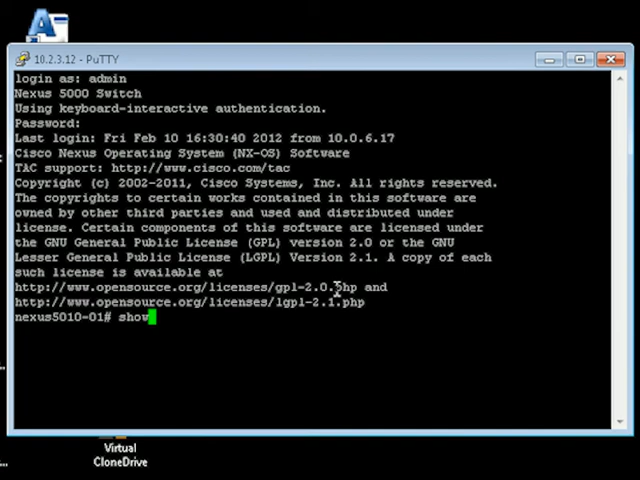 10.2.3.12 - PuTTY
login as: admin
Nexus 5000 Switch
Using keyboard-interactive authentication.
Password:
Last login: Fri Feb 10 16:30:40 2012 from 10.0.6.17
Cisco Nexus Operating System (NX-OS) Software
TAC support: http://www.cisco.com/tac
Copyright (c) 2002-2011, Cisco Systems, Inc. All rights reserved.
The copyrights to certain works contained in this software are
owned by other third parties and used and distributed under
license. Certain components of this software are licensed under
the GNU General Public License (GPL) version 2.0 or the GNU
Lesser General Public License (LGPL) Version 2.1. A copy of each
such license is available at
http://www.opensource.org/licenses/gpl-2.0.php and
http://www.opensource.org/licenses/lgpl-2.1.php
nexus5010-01# show
Virtual
CloneDrive